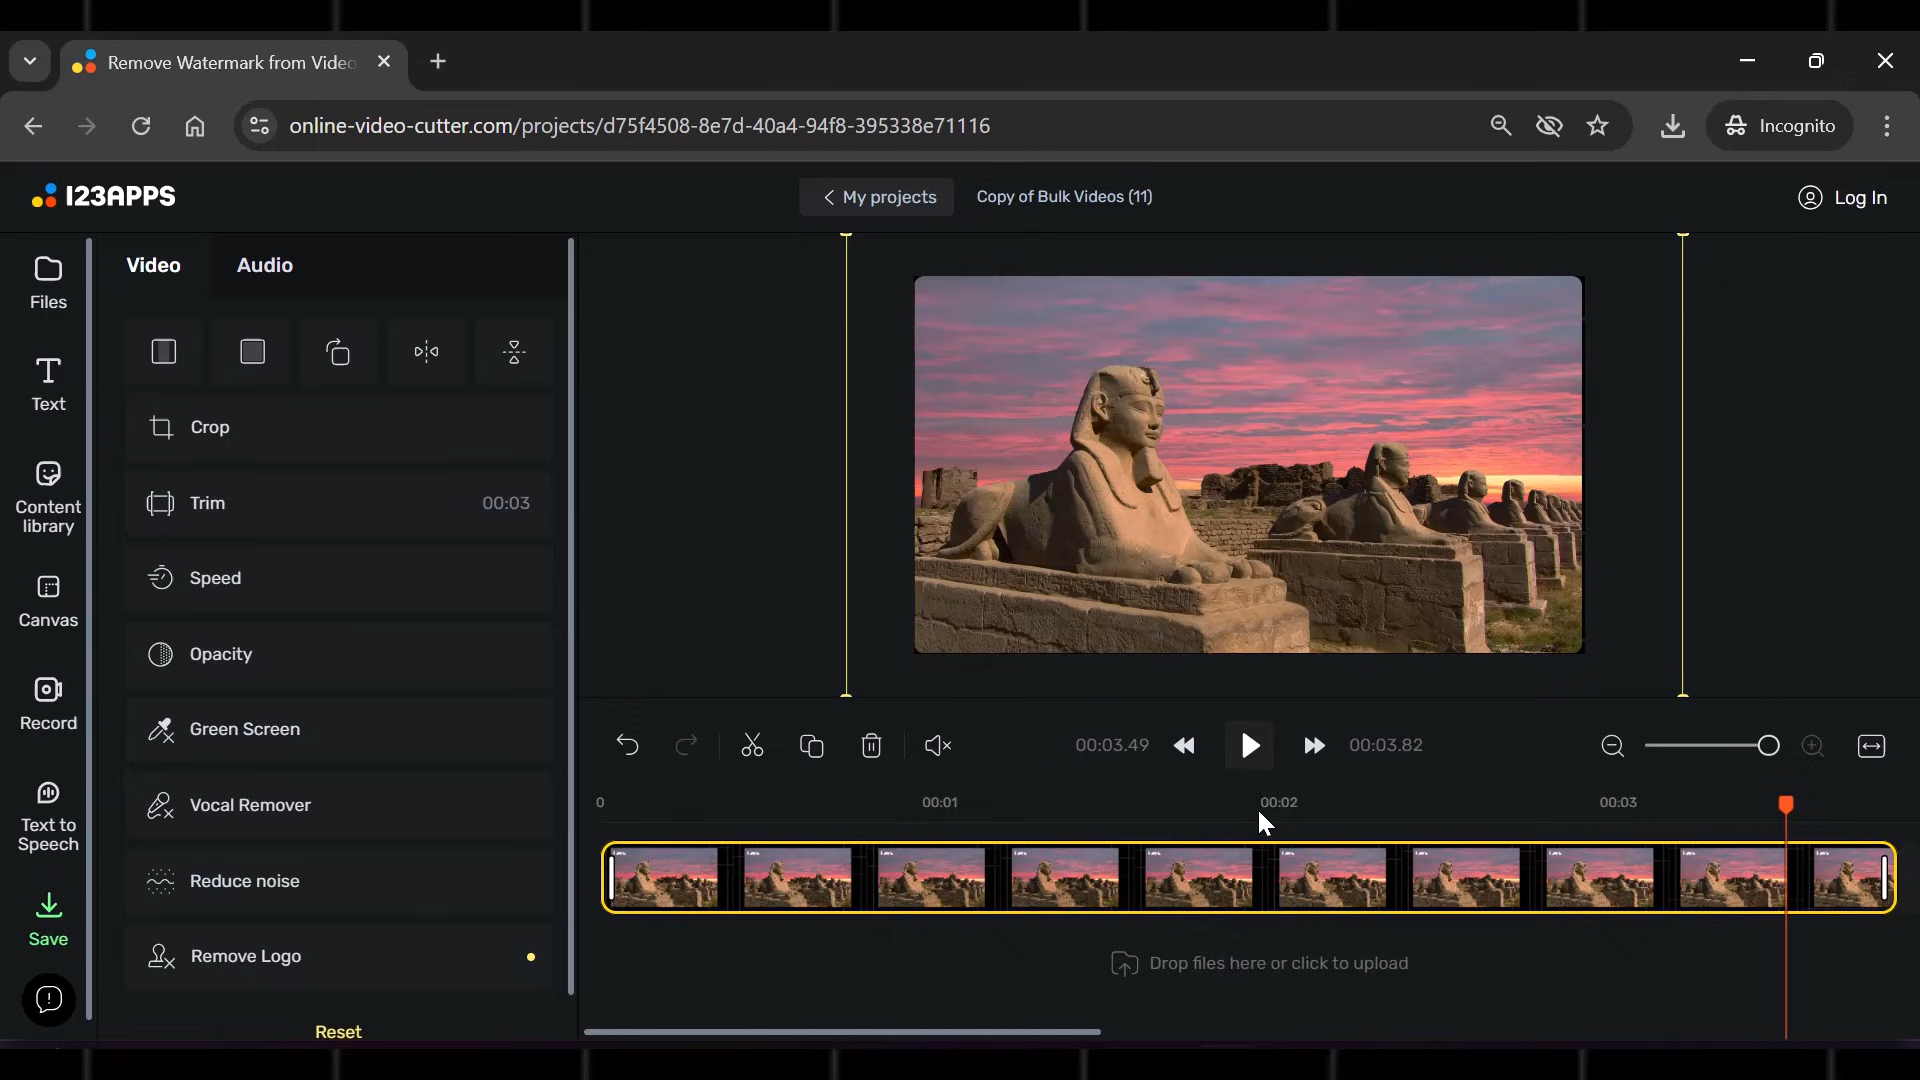 Remove Watermark from Video
online-video-cutter.com/projects/d75f4508-8e7d-40a4-94f8-395338e71116
Incognito
123APPS
My projects
Copy of Bulk Videos (11)
Log In
Files
Text
Content
library
Canvas
Record
Text to
Speech
Save
Video
Audio
Crop
Trim
00:03
Speed
Opacity
Green Screen
Vocal Remover
Reduce noise
Remove Logo
Reset
00:03.49
00:03.82
0
00:01
00:02
00:03
Drop files here or click to upload